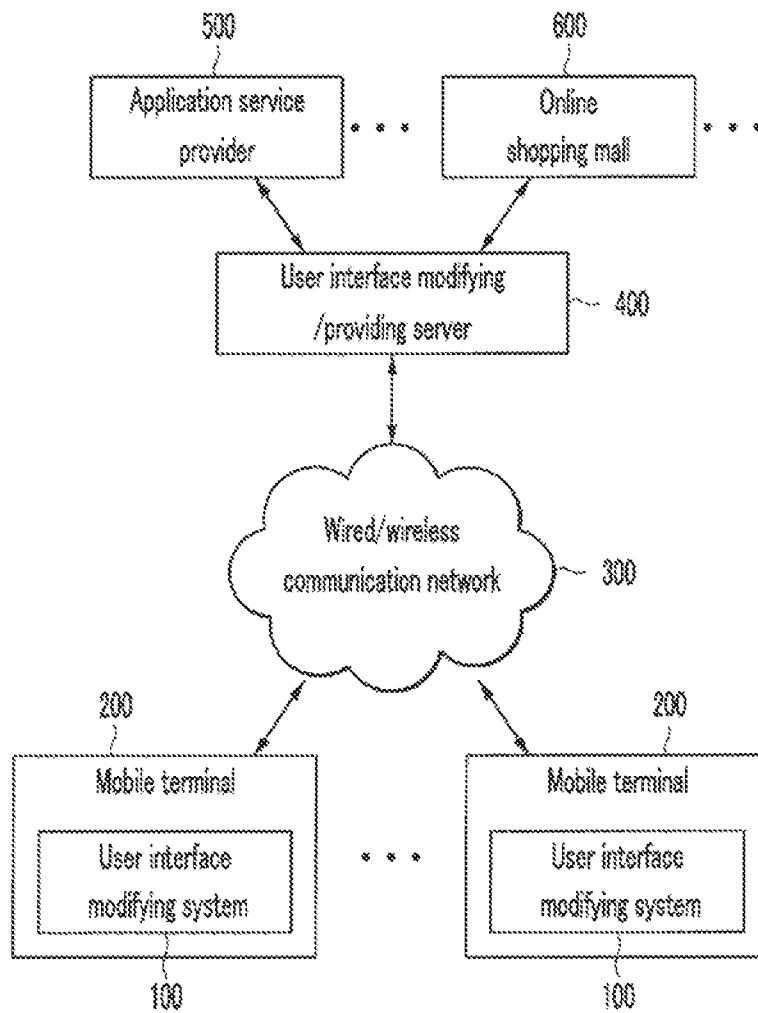 500
600
Application service
provider
Online
shopping mall
User interface modifying
/providing server
400
Wired/wireless
communication network
300
200
200
Mobile terminal
Mobile terminal
User interface
modifying system
User interface
modifying system
100
100